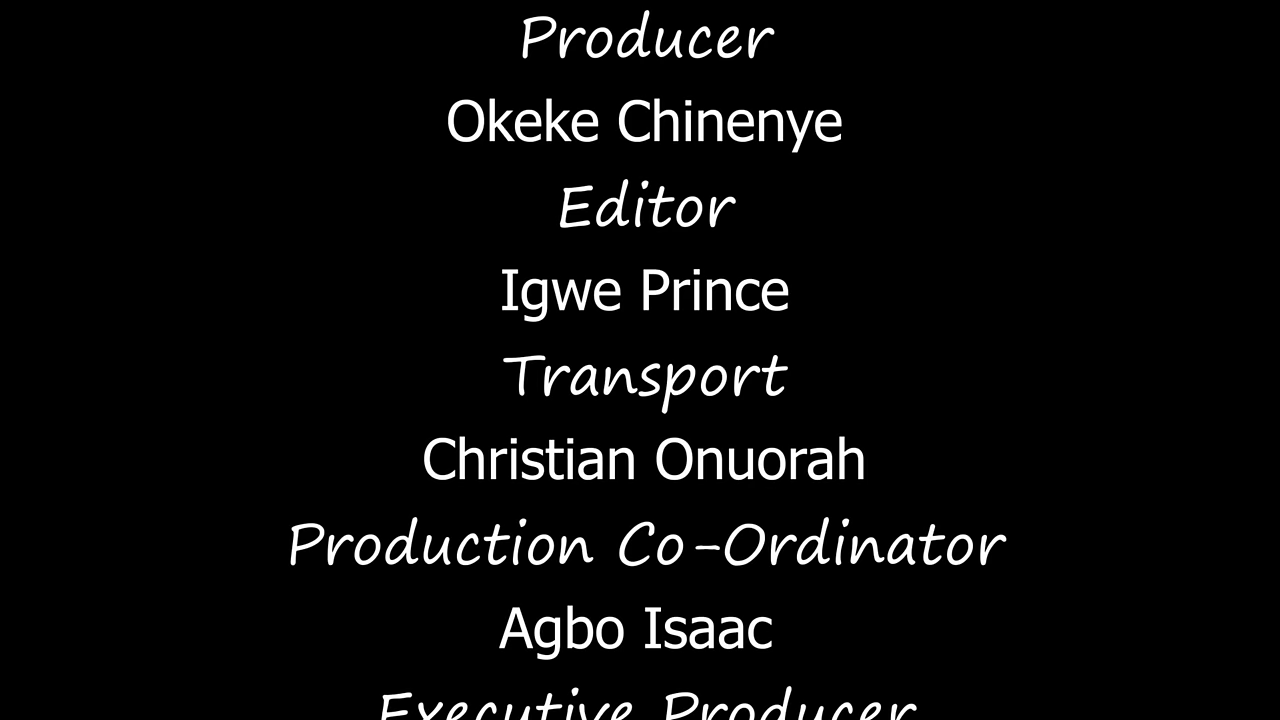 Producer
Okeke Chinenye
Editor
Igwe Prince
Transport
Christian Onuorah
Production Co-Ordinator
Agbo Isaac
Executive Producer